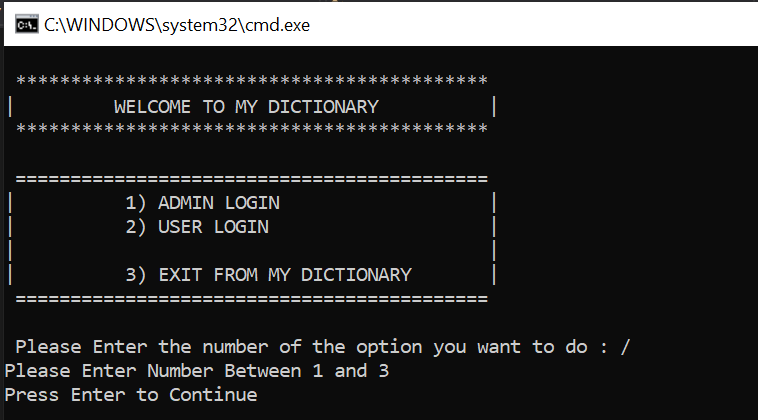 C:\WINDOWS\system32\cmd.exe
*******************************************
|         WELCOME TO MY DICTIONARY          |
*******************************************
===========================================
|          1) ADMIN LOGIN                   |
|          2) USER LOGIN                    |
|                                           |
|          3) EXIT FROM MY DICTIONARY       |
===========================================
Please Enter the number of the option you want to do : /
Please Enter Number Between 1 and 3
Press Enter to Continue